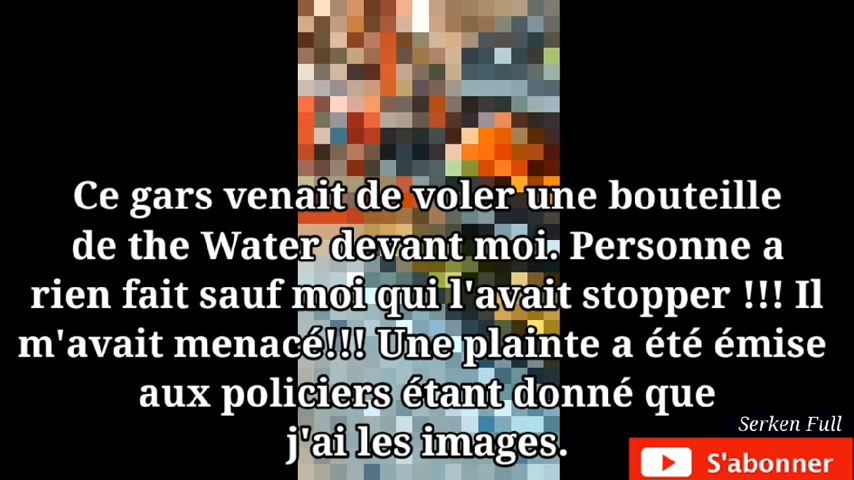 Ce gars venait de voler une bouteille
de the Water devant moi. Personne a
rien fait sauf moi qui l'avait stopper !!! Il
m'avait menacé!!! Une plainte a été émise
aux policiers étant donné que
j'ai les images.
Serken Full
S'abonner